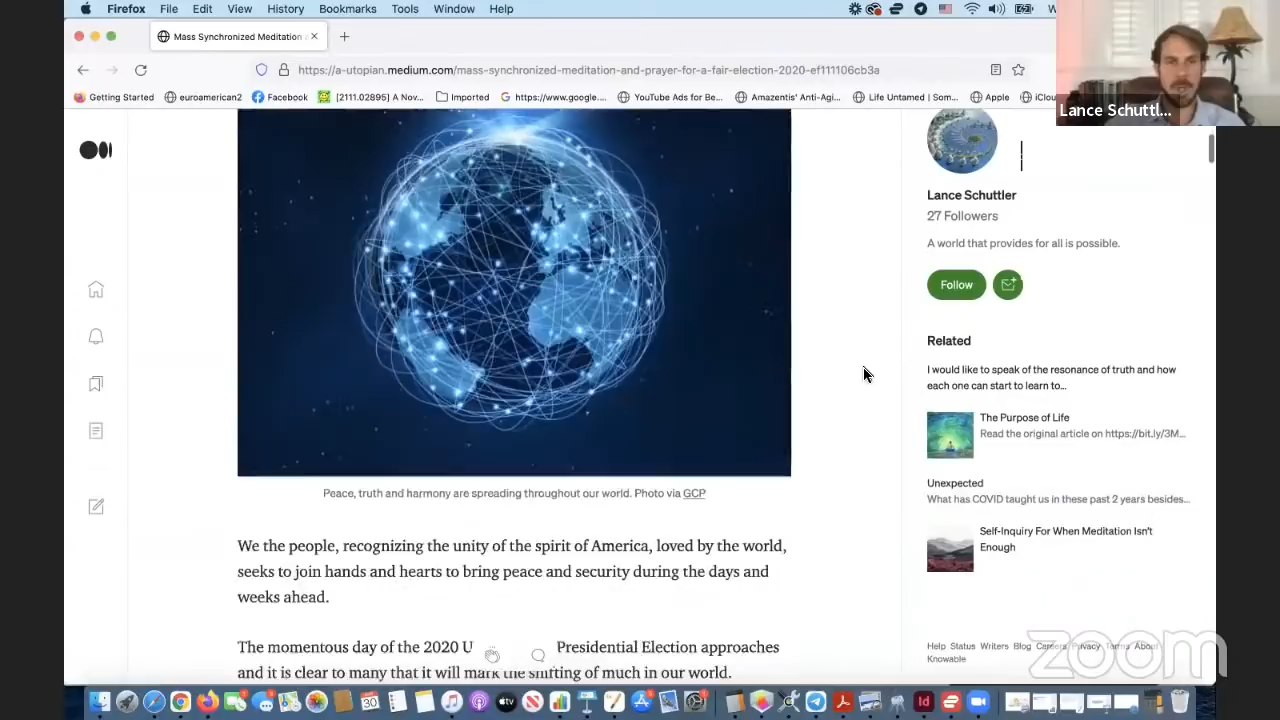 Firefox File Edit View History Bookmarks Tools Window Help
Mass Synchronized Meditation
https://a-utopian.medium.com/mass-synchronized-meditation-and-prayer-for-a-fair-election-2020-ef111106cb3a
Getting Started euroamerican2 Facebook [2111.02895] A Nov... Imported https://www.google.... YouTube Ads for Be... Amazentis' Anti-Agi... Life Untamed | Som... Apple iClou
Lance Schuttl...
Lance Schuttler
27 Followers
A world that provides for all is possible.
Follow
Related
I would like to speak of the resonance of truth and how
each one can start to learn to...
The Purpose of Life
Read the original article on https://bit.ly/3M...
Unexpected
What has COVID taught us in these past 2 years besides...
Self-Inquiry For When Meditation Isn't
Enough
Peace, truth and harmony are spreading throughout our world. Photo via GCP
We the people, recognizing the unity of the spirit of America, loved by the world,
seeks to join hands and hearts to bring peace and security during the days and
weeks ahead.
The momentous day of the 2020 U Presidential Election approaches
and it is clear to many that it will mark the shifting of much in our world.
Help Status Writers Blog Careers Privacy Terms About
Knowable
zoom
30
tv
A
Id